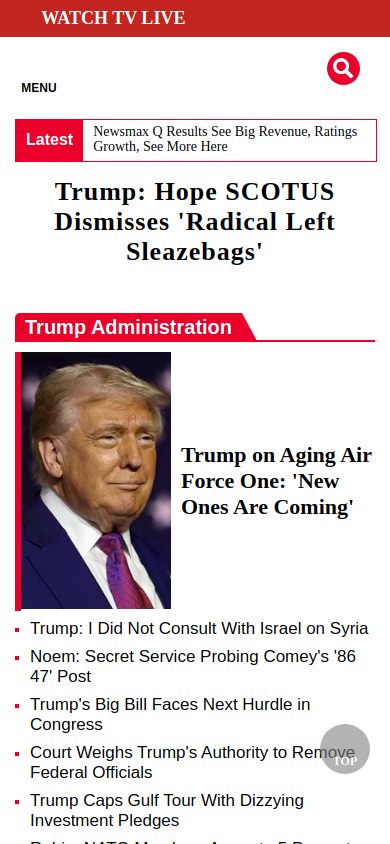 WATCH TV LIVE
MENU
Latest
Newsmax Q Results See Big Revenue, Ratings
Growth, See More Here
Trump: Hope SCOTUS
Dismisses 'Radical Left
Sleazebags'
Trump Administration
Trump on Aging Air
Force One: 'New
Ones Are Coming'
Trump: I Did Not Consult With Israel on Syria
Noem: Secret Service Probing Comey's '86
47' Post
Trump's Big Bill Faces Next Hurdle in
Congress
Court Weighs Trump's Authority to Remove
Federal Officials
TOP
Trump Caps Gulf Tour With Dizzying
Investment Pledges